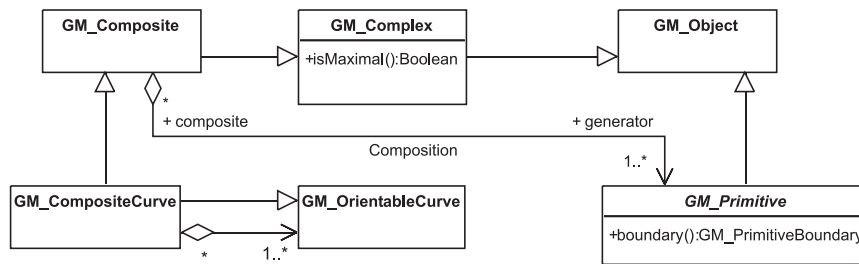 GM_Composite
GM_Complex
+isMaximal():Boolean
GM_Object
*
+ composite
+ generator
Composition
1..*
GM_CompositeCurve
GM_OrientableCurve
*
1..*
GM_Primitive
+boundary():GM_PrimitiveBoundary